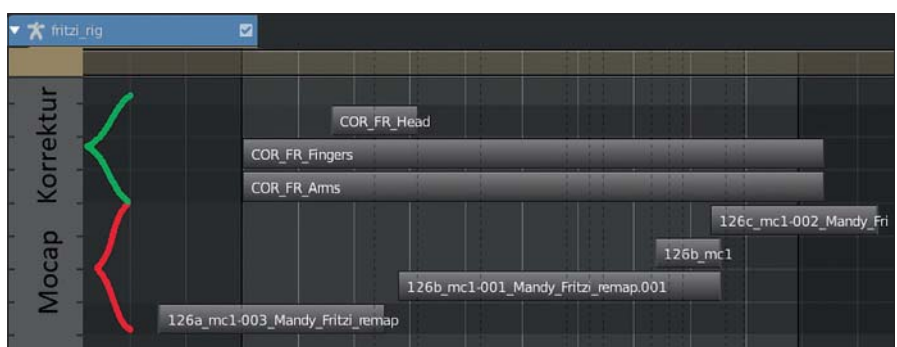 fritzi_rig
Korrektur
COR_FR_Head
COR_FR_Fingers
COR_FR_Arms
Mocap
126c_mc1-002_Mandy_Fri
126b_mc1
126b_mc1-001_Mandy_Fritzi_remap.001
126a_mc1-003_Mandy_Fritzi_remap